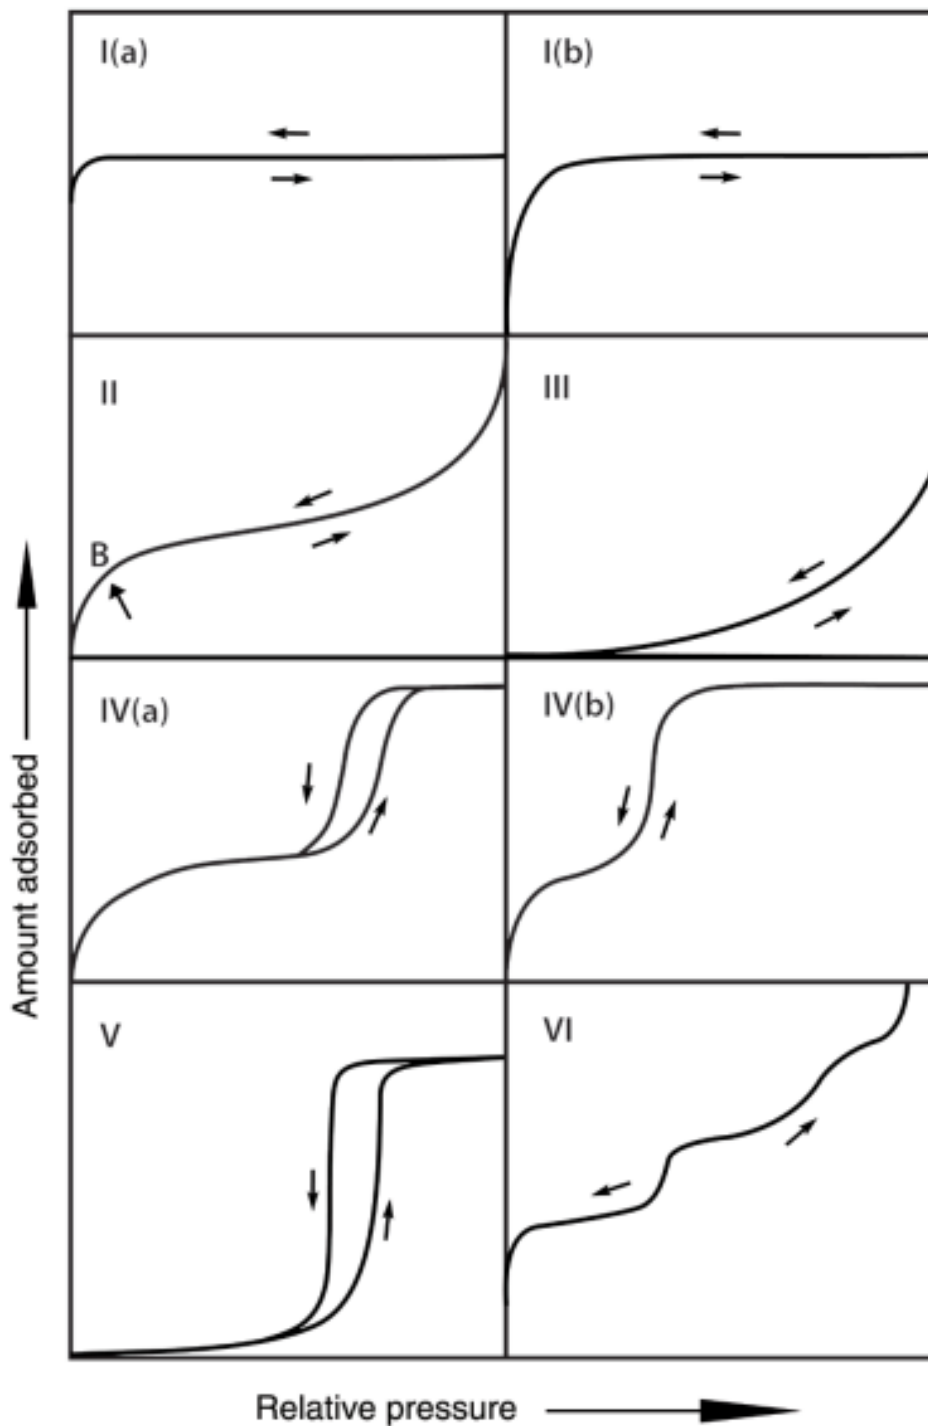 I(a)
I(b)
II
III
B
IV(a)
IV(b)
V
VI
Amount adsorbed
Relative pressure